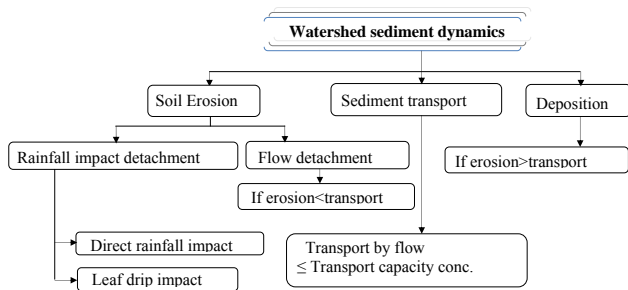 Watershed sediment dynamics
Soil Erosion
Sediment transport
Deposition
Rainfall impact detachment
Flow detachment
If erosion>transport
If erosion<transport
Direct rainfall impact
Transport by flow
≤ Transport capacity conc.
Leaf drip impact